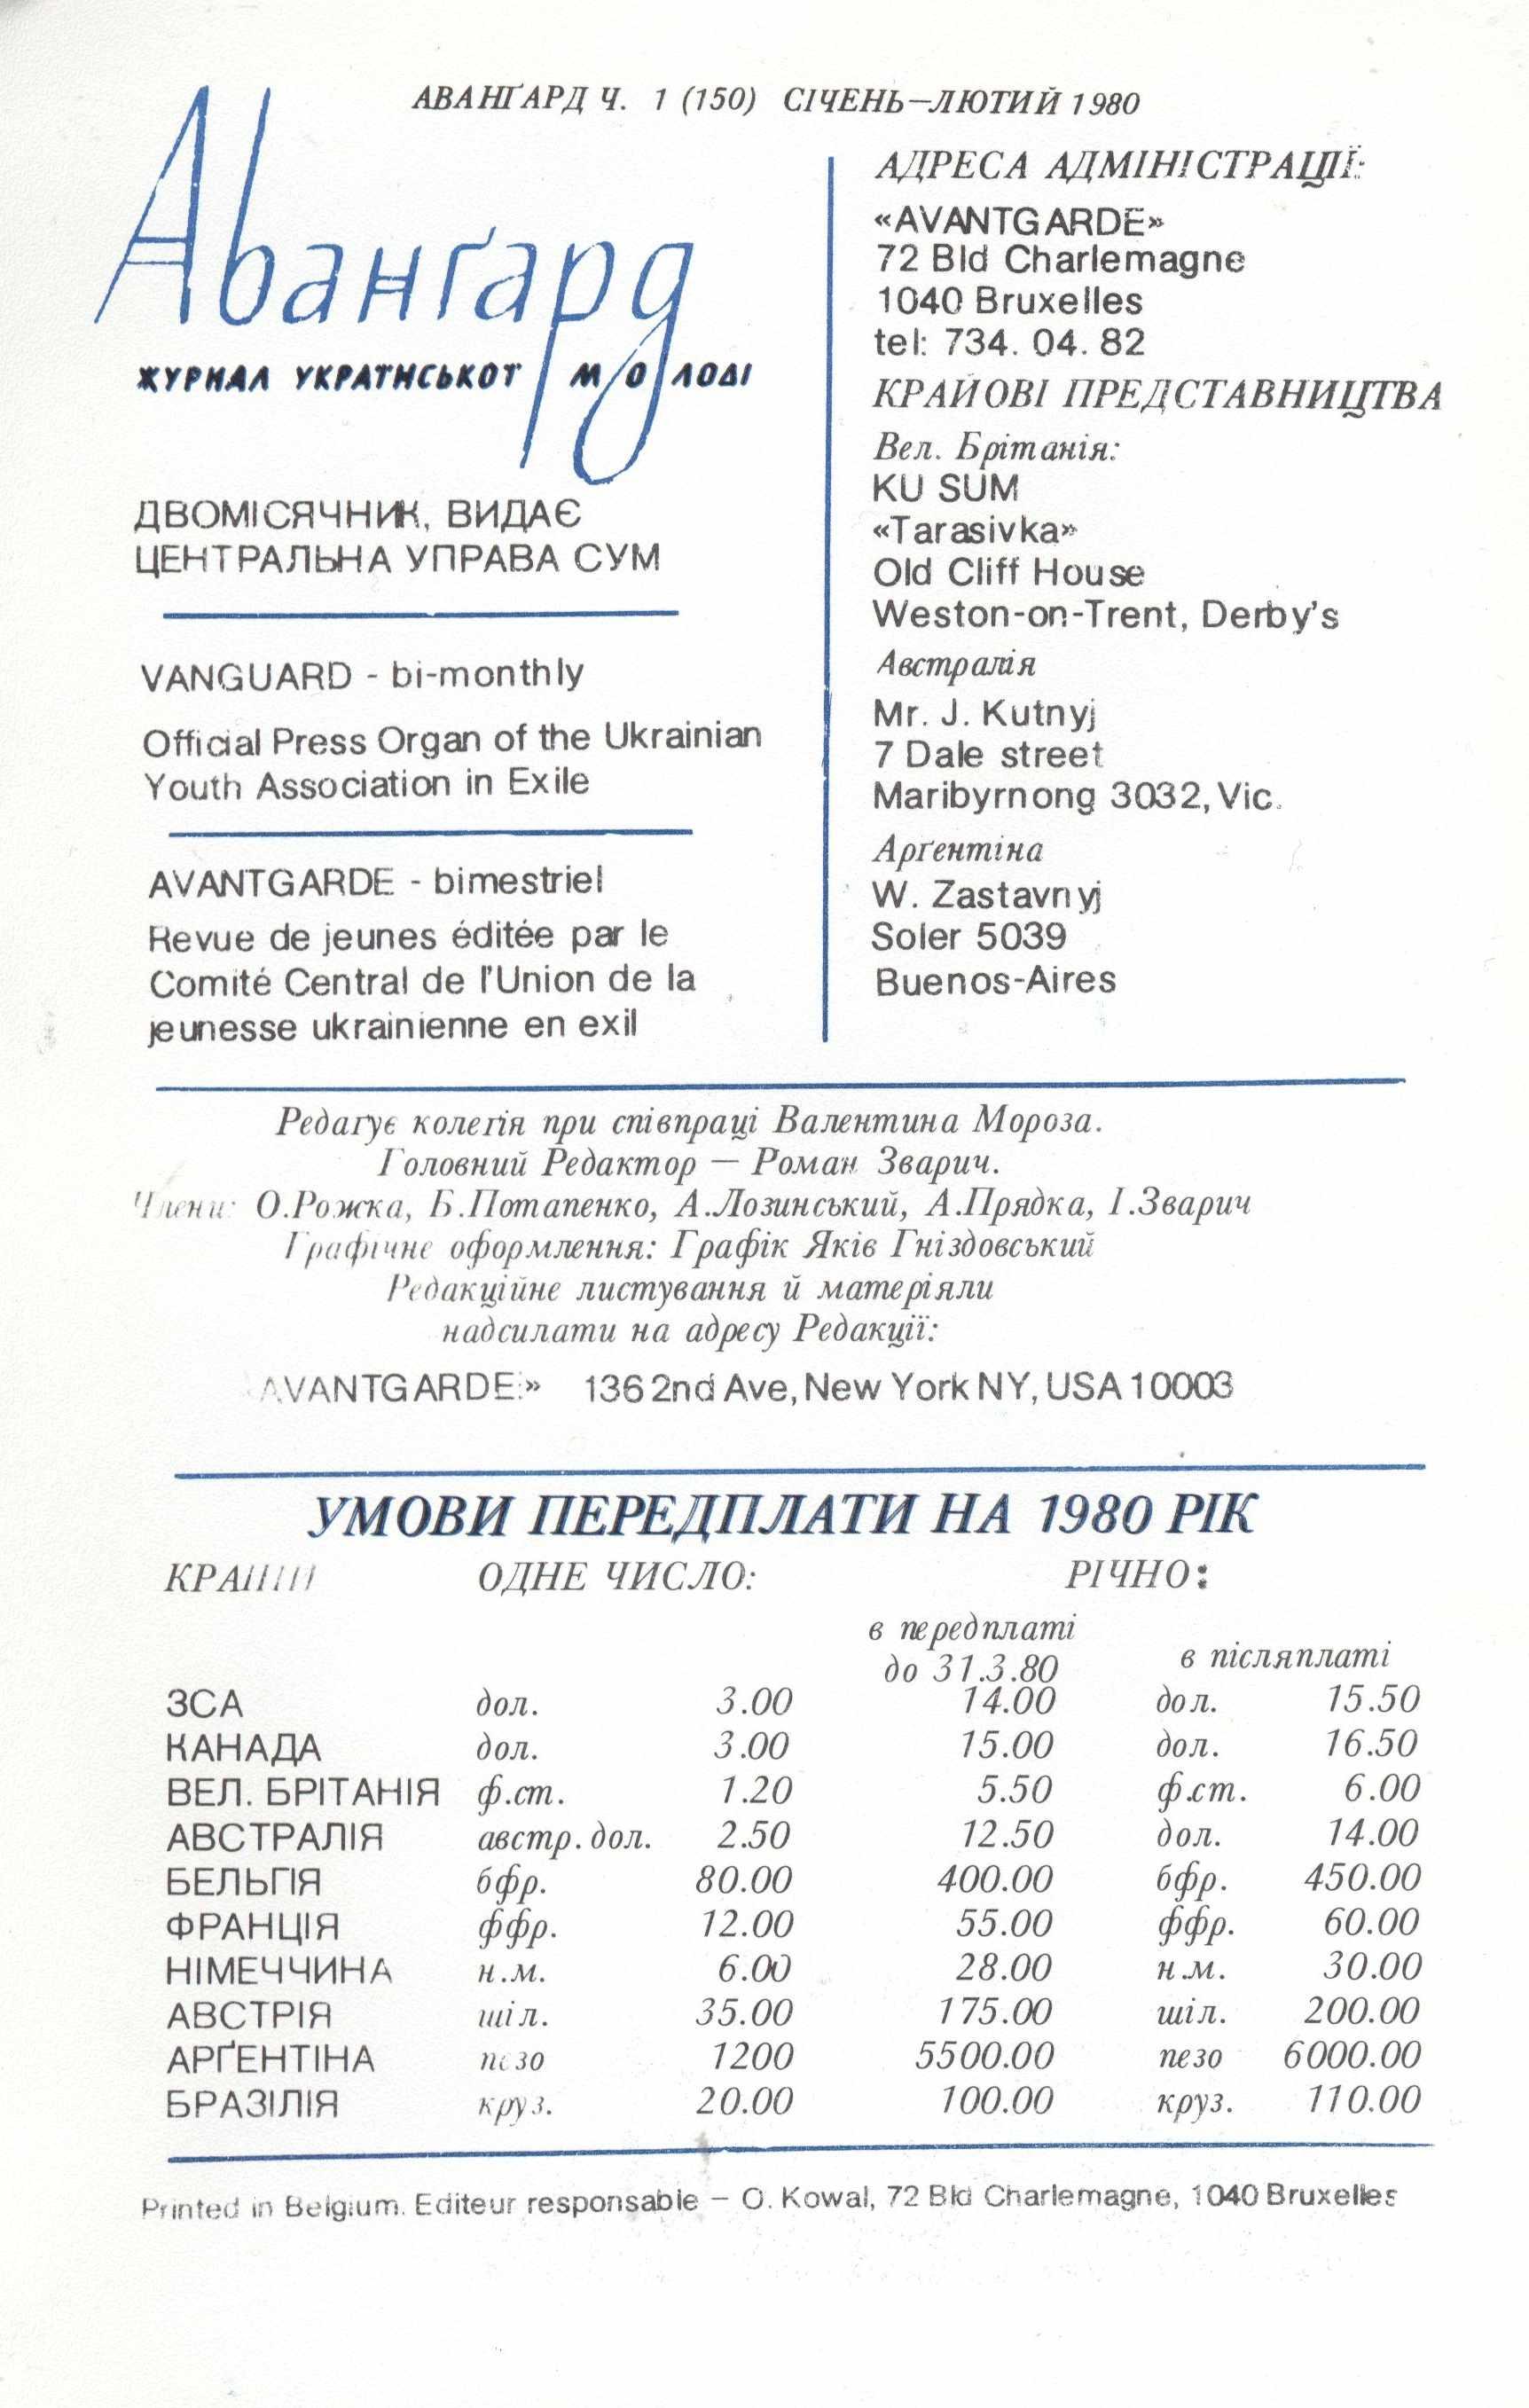 АВАНҐАРД Ч. 1 (150) СІЧЕНЬ—ЛЮТИЙ 1980
Аванґард
ЖУРНАЛ УКРАЇНСЬКОЇ МОЛОДІ
ДВОМІСЯЧНИК, ВИДАЄ
ЦЕНТРАЛЬНА УПРАВА СУМ
VANGUARD - bi-monthly
Official Press Organ of the Ukrainian
Youth Association in Exile
AVANTGARDE - bimestriel
Revue de jeunes éditée par le
Comité Central de l'Union de la
jeunesse ukrainienne en exil
АДРЕСА АДМІНІСТРАЦІЇ:
«AVANTGARDE»
72 Bld Charlemagne
1040 Bruxelles
tel: 734. 04. 82
КРАЙОВІ ПРЕДСТАВНИЦТВА
Вел. Брітанія:
KU SUM
«Tarasivka»
Old Cliff House
Weston-on-Trent, Derby's
Австралія
Mr. J. Kutnyj
7 Dale street
Maribyrnong 3032, Vic.
Арґентіна
W. Zastavnyj
Soler 5039
Buenos-Aires
Редаґує колеґія при співпраці Валентина Мороза.
Головний Редактор — Роман Зварич.
Члени: О.Рожка, Б.Потапенко, А.Лозинський, А.Прядка, І.Зварич
Графічне оформлення: Графік Яків Гніздовський
Редакційне листування й матеріяли
надсилати на адресу Редакції:
AVANTGARDE» 136 2nd Ave, New York NY, USA 10003
УМОВИ ПЕРЕДПЛАТИ НА 1980 РІК
КРАЇНИ ОДНЕ ЧИСЛО: РІЧНО:
в передплаті
до 31.3.80 в післяплаті
ЗСА дол. 3.00 14.00 дол. 15.50
КАНАДА дол. 3.00 15.00 дол. 16.50
ВЕЛ. БРІТАНІЯ ф.ст. 1.20 5.50 ф.ст. 6.00
АВСТРАЛІЯ австр. дол. 2.50 12.50 дол. 14.00
БЕЛЬГІЯ бфр. 80.00 400.00 бфр. 450.00
ФРАНЦІЯ ффр. 12.00 55.00 ффр. 60.00
НІМЕЧЧИНА н.м. 6.00 28.00 н.м. 30.00
АВСТРІЯ шіл. 35.00 175.00 шіл. 200.00
АРҐЕНТІНА пезо 1200 5500.00 пезо 6000.00
БРАЗІЛІЯ круз. 20.00 100.00 круз. 110.00
Printed in Belgium. Editeur responsable — O. Kowal, 72 Bld Charlemagne, 1040 Bruxelles